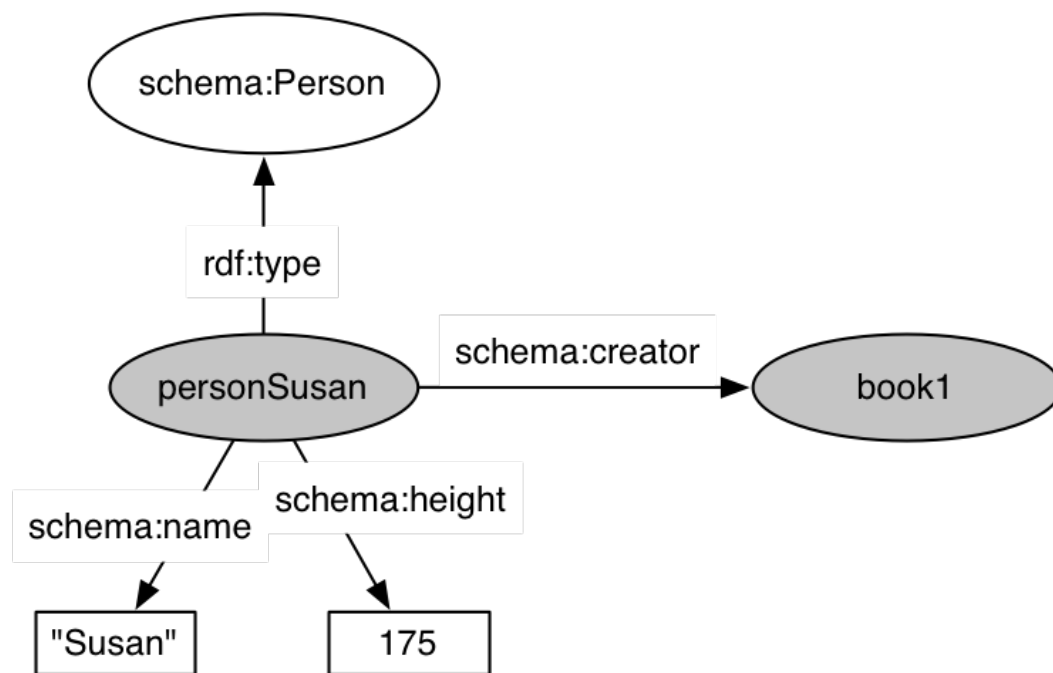 schema:Person
rdf:type
schema:creator
personSusan
book1
schema:name
schema:height
"Susan"
175